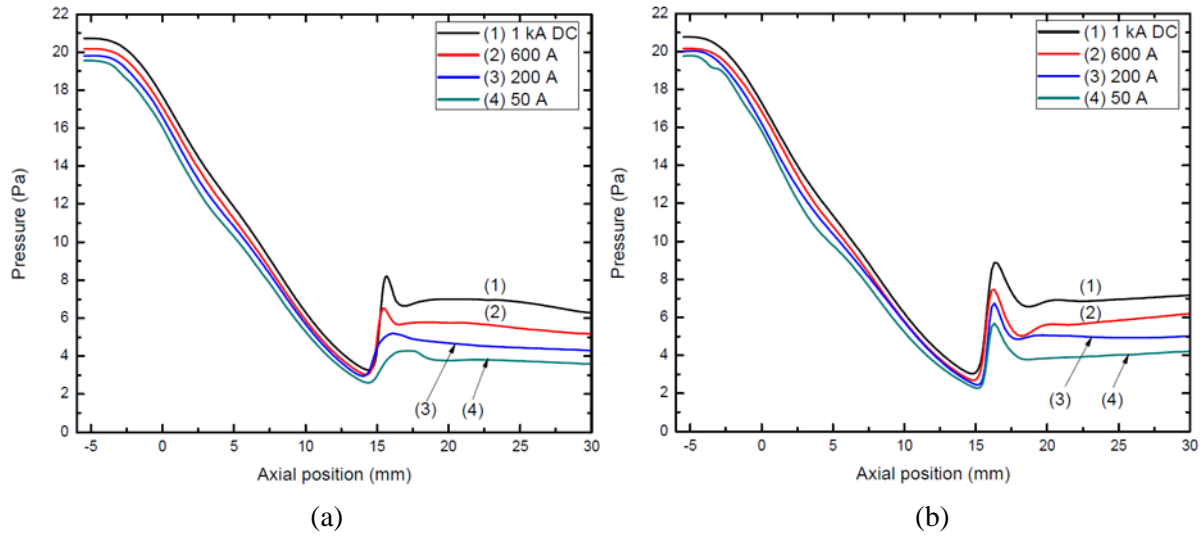 22
20
18
16
14
12
10
8
6
4
2
0
Pressure (Pa)
(1) 1 kA DC
(2) 600 A
(3) 200 A
(4) 50 A
(1)
(2)
(3)
(4)
-5 0 5 10 15 20 25 30
Axial position (mm)
(a)
22
20
18
16
14
12
10
8
6
4
2
0
Pressure (Pa)
(1) 1 kA DC
(2) 600 A
(3) 200 A
(4) 50 A
(1)
(2)
(3)
(4)
-5 0 5 10 15 20 25 30
Axial position (mm)
(b)